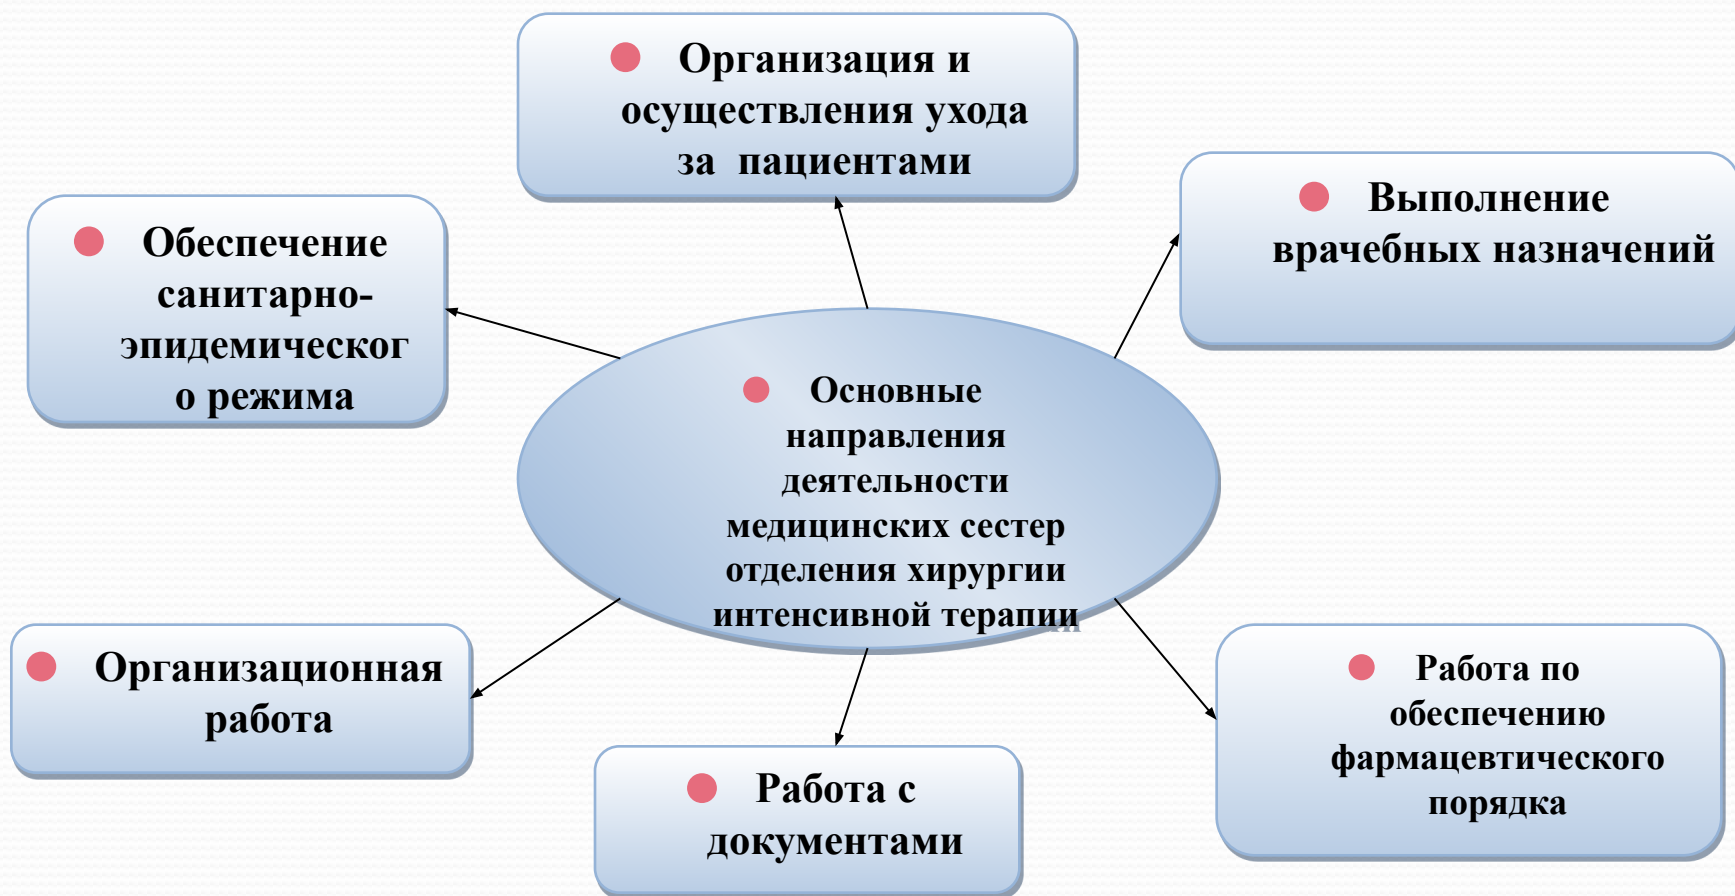 Организация и
осуществления ухода
за пациентами
Выполнение
врачебных назначений
Обеспечение
санитарно-
эпидемическог
о режима
Основные
направления
деятельности
медицинских сестер
отделения хирургии
интенсивной терапии
Организационная
работа
Работа с
документами
Работа по
обеспечению
фармацевтического
порядка